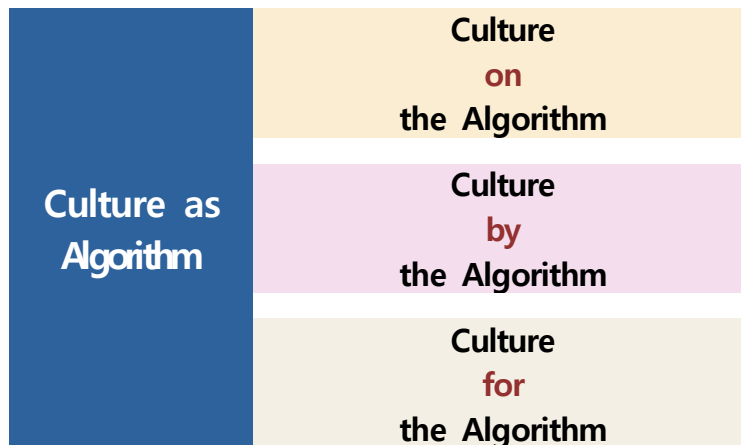 Culture as
Algorithm
Culture
on
the Algorithm
Culture
by
the Algorithm
Culture
for
the Algorithm